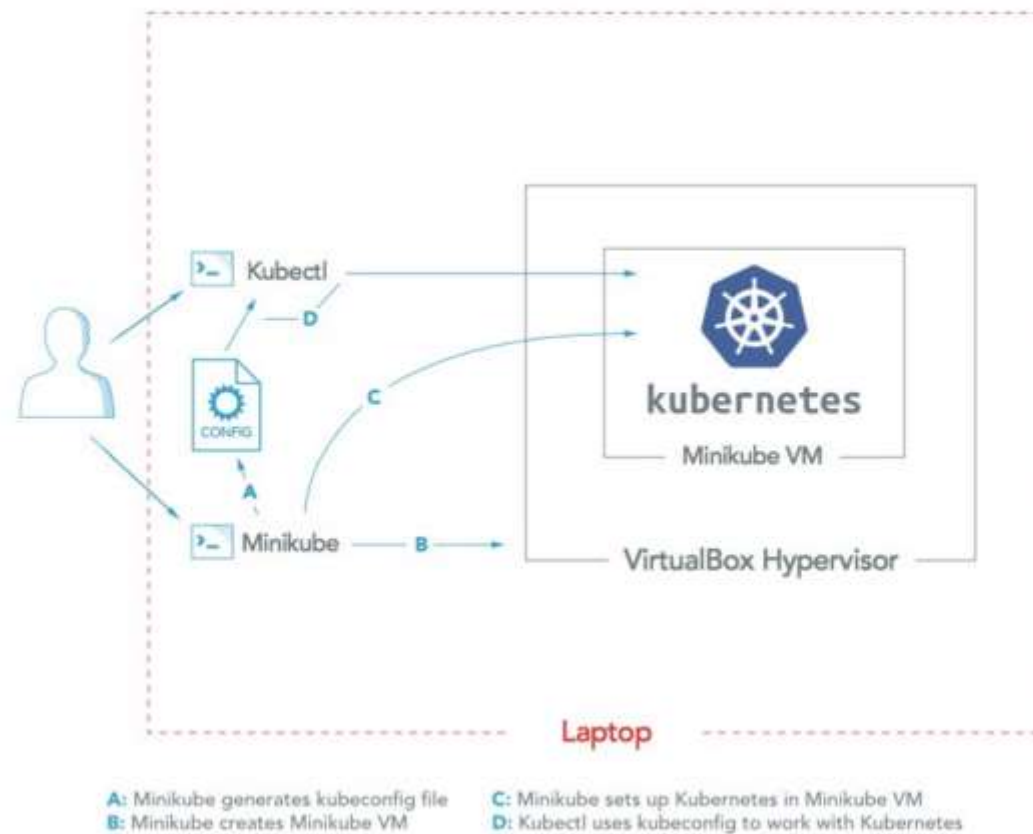 Kubectl
D
C
CONFIG
A
Minikube
B
kubernetes
Minikube VM
VirtualBox Hypervisor
Laptop
A: Minikube generates kubeconfig file
B: Minikube creates Minikube VM
C: Minikube sets up Kubernetes in Minikube VM
D: Kubectl uses kubeconfig to work with Kubernetes